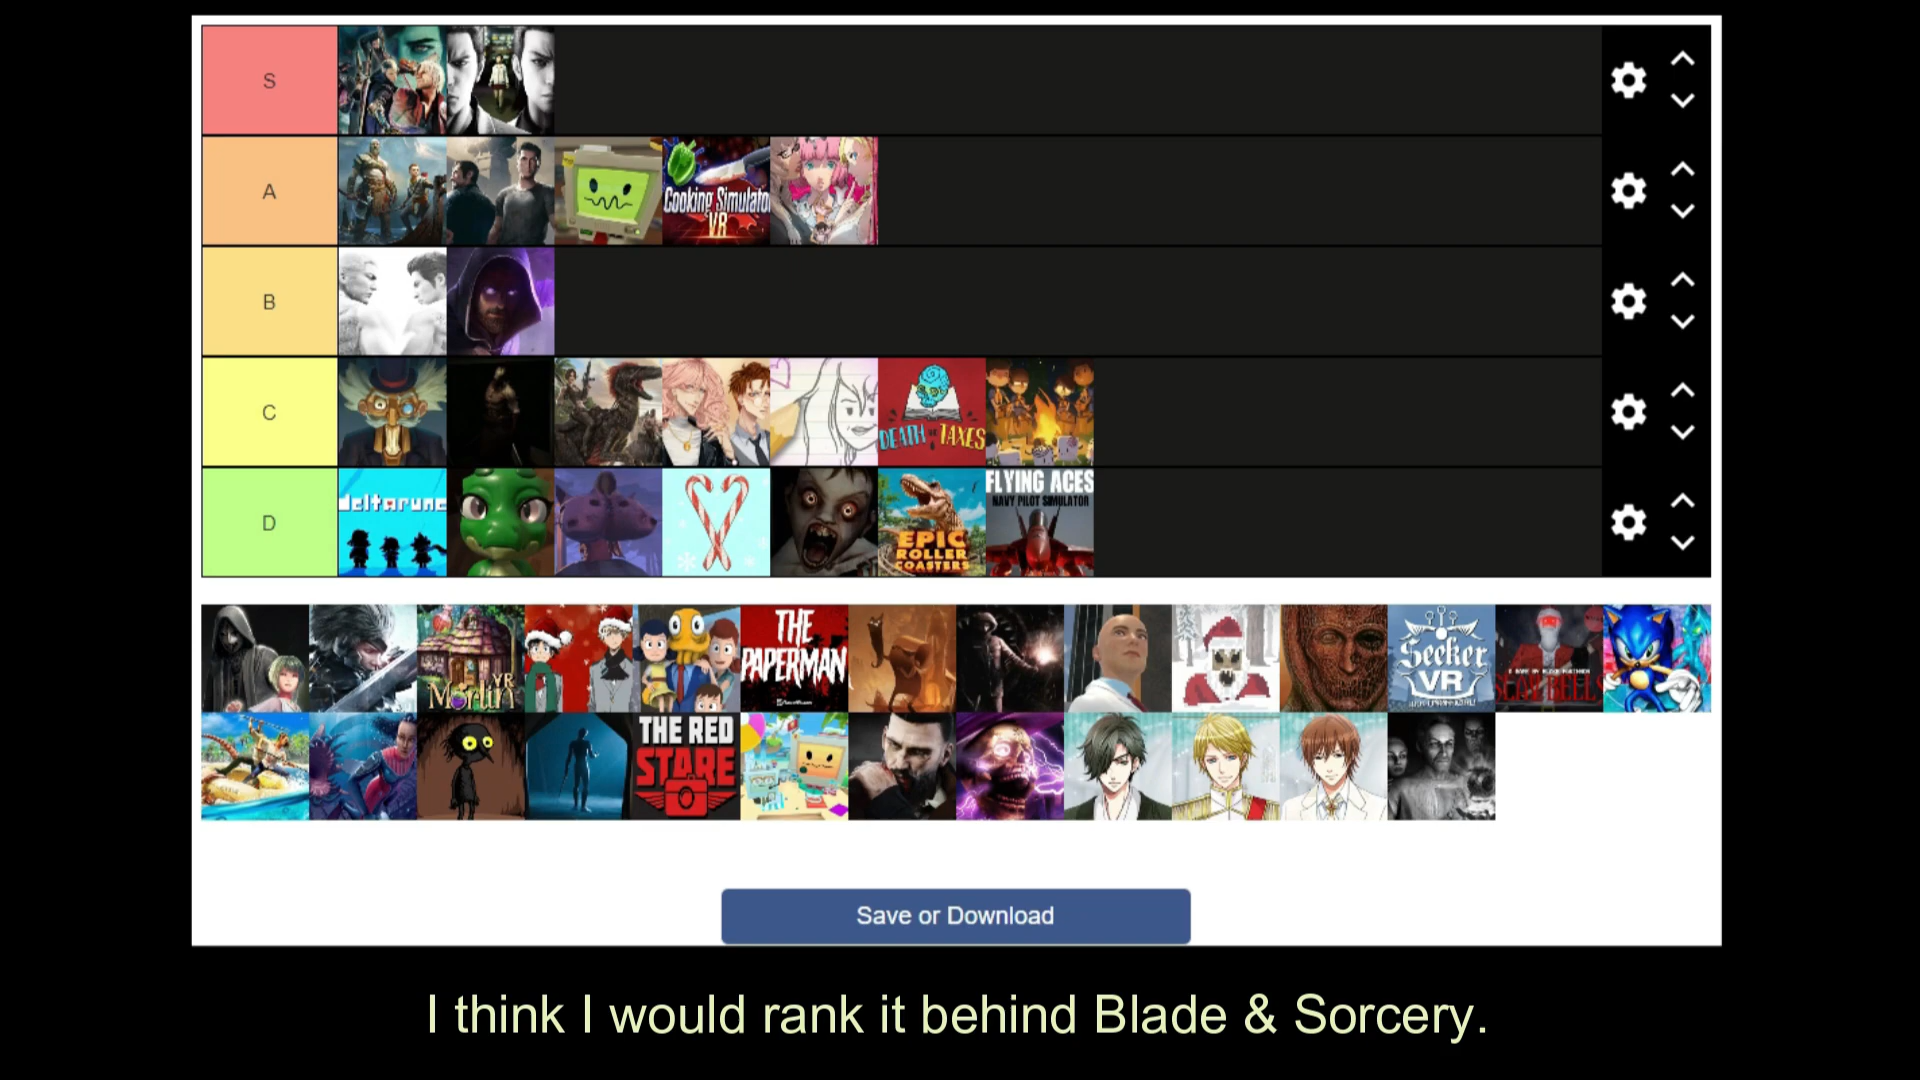 S
A
Cooking Simulator
VR
B
C
DEATH AND TAXES
D
deltarune
EPIC
ROLLER
COASTERS
FLYING ACES
NAVY PILOT SIMULATOR
Merlin VR
THE
PAPERMAN
Seeker
VR
THE RED
STARE
Save or Download
I think I would rank it behind Blade & Sorcery.